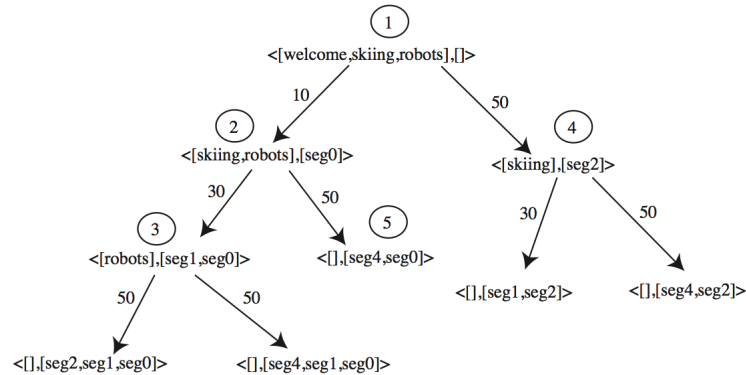 1
<[welcome,skiing,robots],[]>
10
50
2
4
<[skiing,robots],[seg0]>
<[skiing],[seg2]>
30
50
30
50
3
5
<[robots],[seg1,seg0]>
<[],[seg4,seg0]>
50
50
<[],[seg1,seg2]>
<[],[seg4,seg2]>
<[],[seg2,seg1,seg0]>
<[],[seg4,seg1,seg0]>